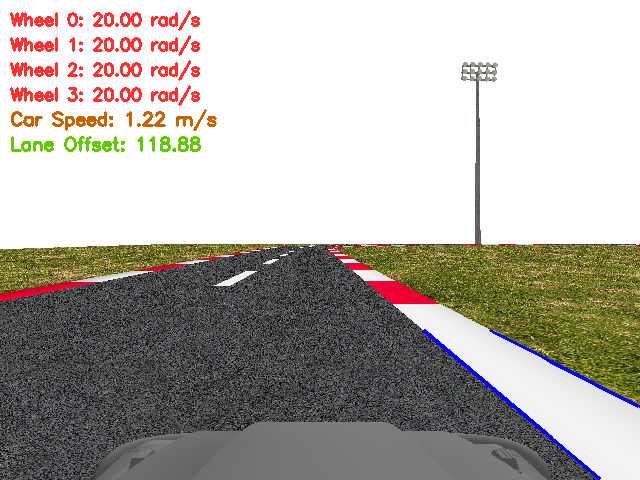 Wheel 0: 20.00 rad/s
Wheel 1: 20.00 rad/s
Wheel 2: 20.00 rad/s
Wheel 3: 20.00 rad/s
Car Speed: 1.22 m/s
Lane Offset: 118.88